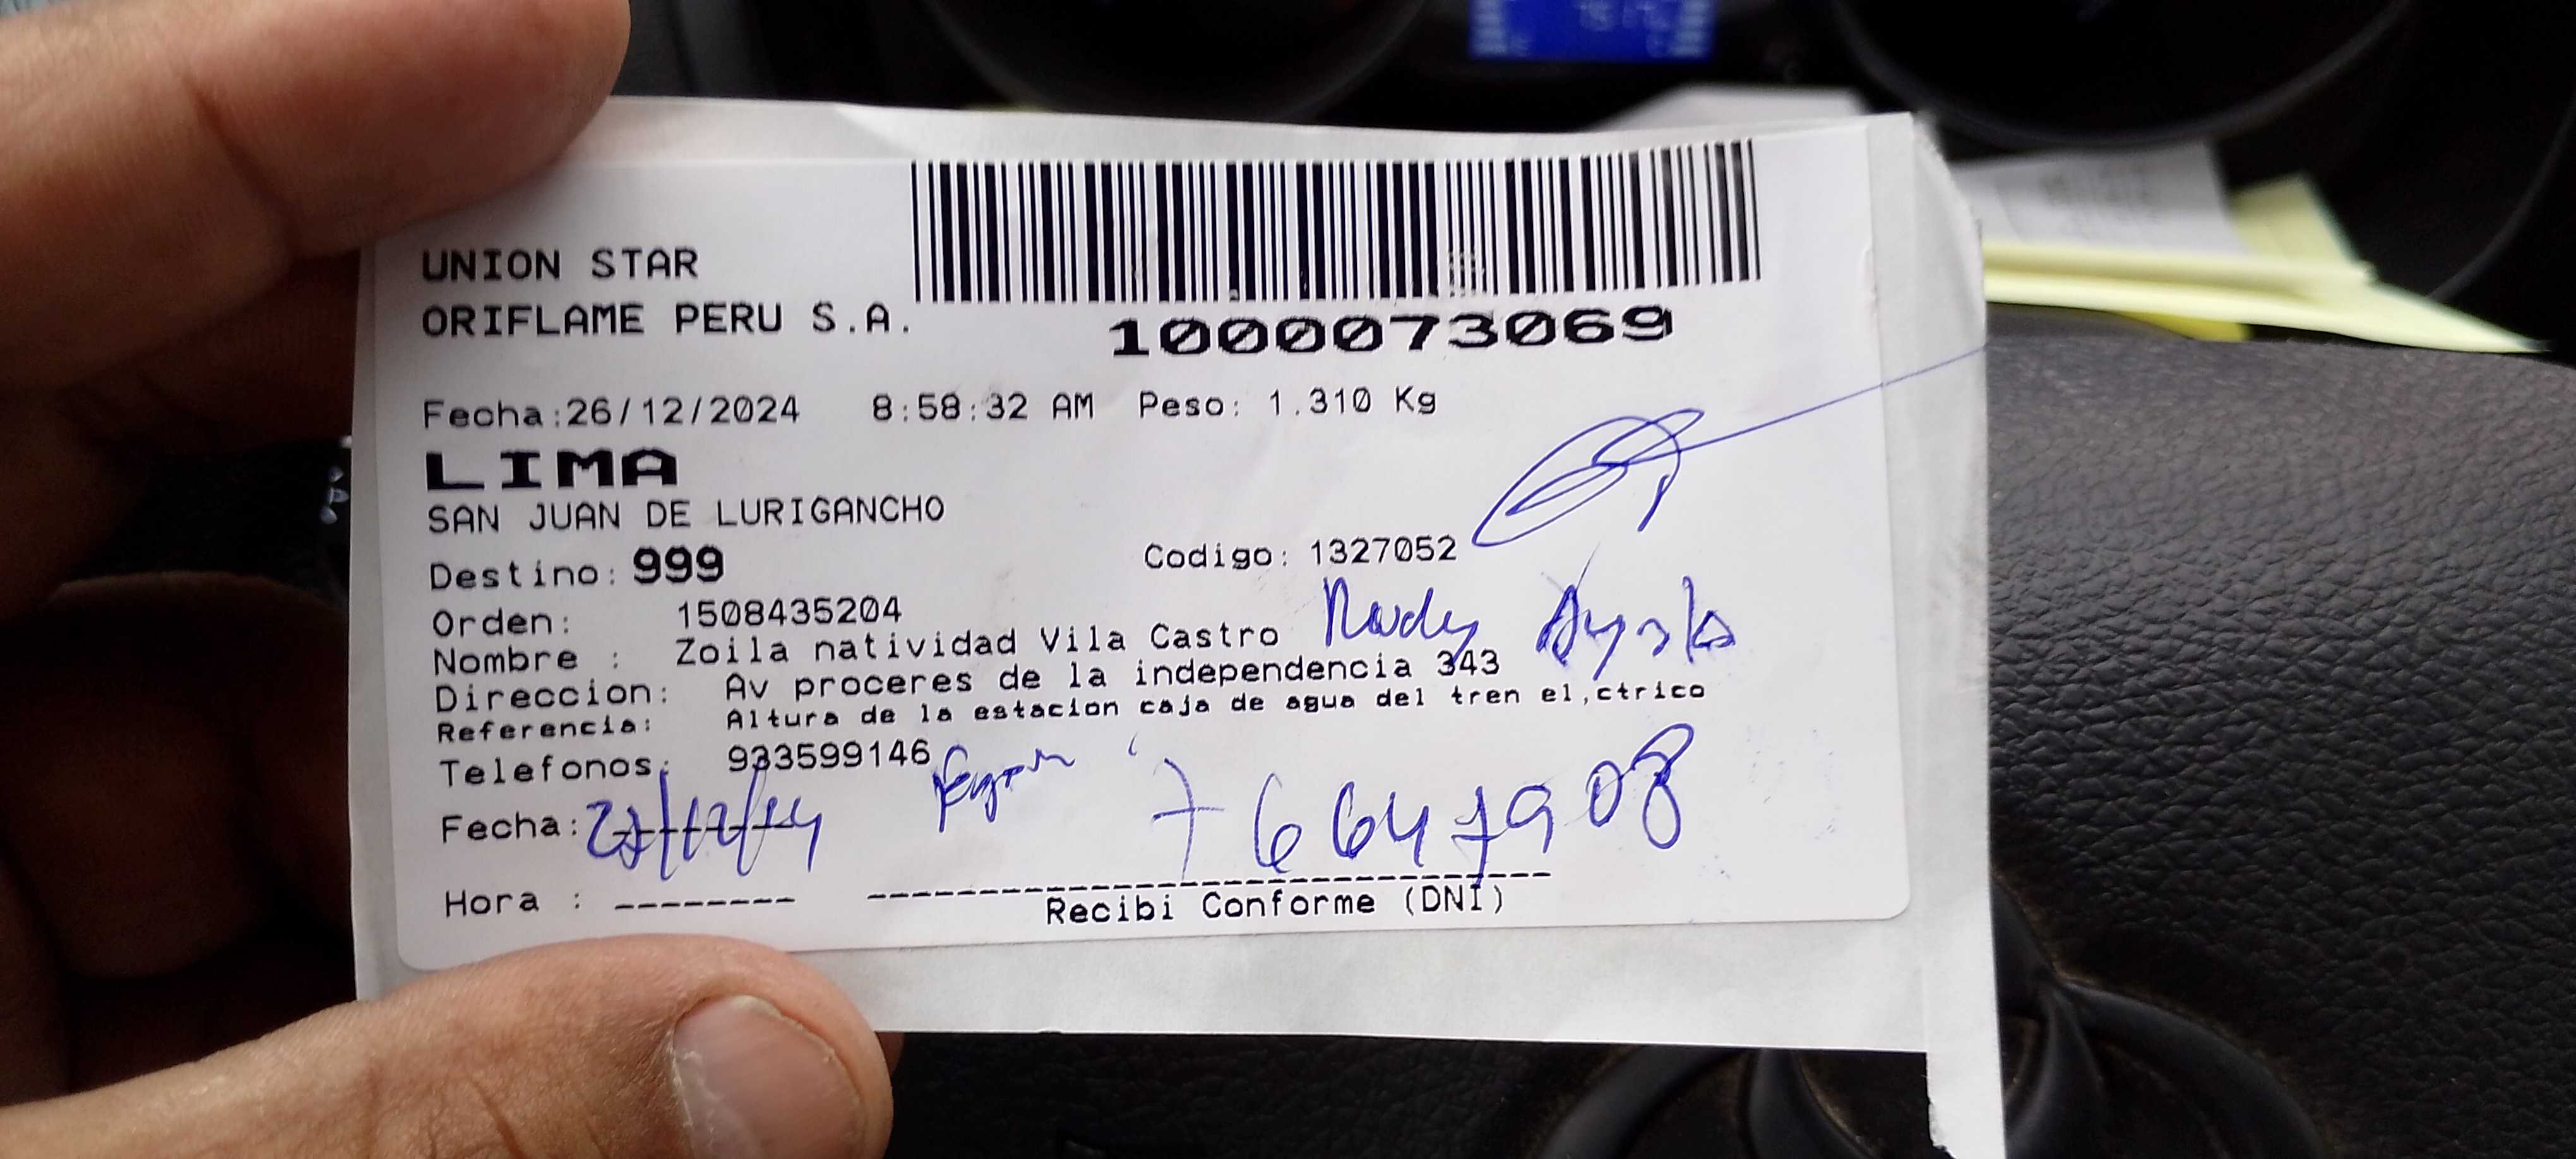 UNION STAR
ORIFLAME PERU S.A.
1000073069
Fecha:26/12/2024 8:58:32 AM Peso: 1.310 Kg
LIMA
SAN JUAN DE LURIGANCHO
Destino: 999 Codigo: 1327052
Orden: 1508435204
Nombre : Zoila natividad Vila Castro
Direccion: Av proceres de la independencia 343
Referencia: Altura de la estacion caja de agua del tren el,ctrico
Telefonos: 933599146
Fecha:
76647908
Hora : --------
Recibi Conforme (DNI)